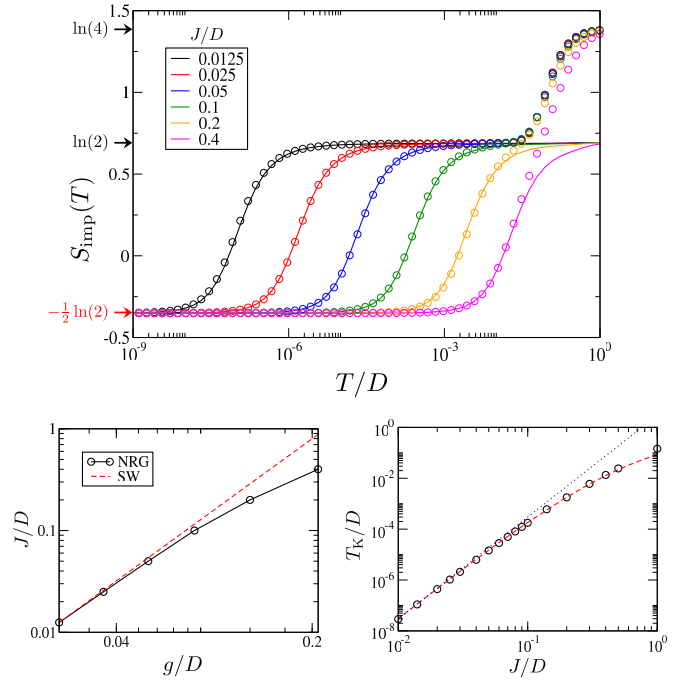 1.5
ln(4)
J/D
0.0125
0.025
0.05
0.1
0.2
0.4
1
ln(2)
0.5
S_imp(T)
0
−½ ln(2)
-0.5
10^-9
10^-6
10^-3
10^0
T/D
1
NRG
SW
J/D
0.1
0.01
0.04
0.2
g/D
10^0
10^-2
T_K/D
10^-4
10^-6
10^-8
10^-2
10^-1
10^0
J/D